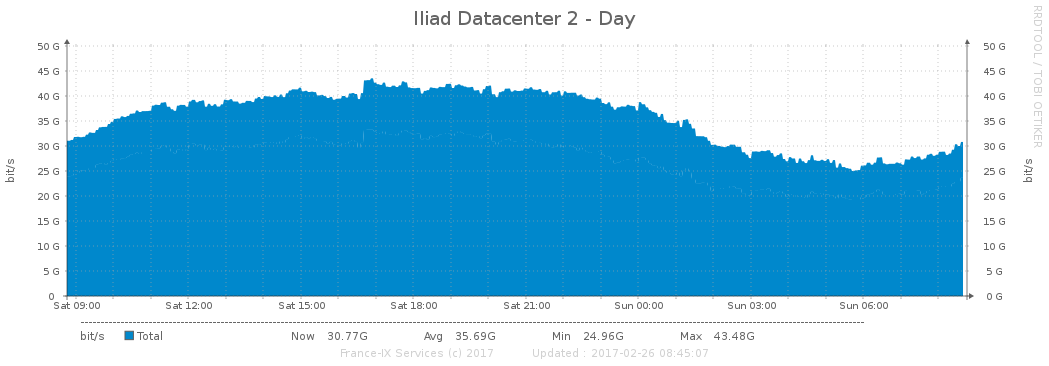 Iliad Datacenter 2 - Day
RRDTOOL / TOBI OETIKER
50 G 50 G
45 G 45 G
40 G 40 G
35 G 35 G
30 G 30 G
25 G 25 G
20 G 20 G
15 G 15 G
10 G 10 G
5 G 5 G
0 0 G
bit/s bit/s
Sat 09:00 Sat 12:00 Sat 15:00 Sat 18:00 Sat 21:00 Sun 00:00 Sun 03:00 Sun 06:00
bit/s Total Now 30.77G Avg 35.69G Min 24.96G Max 43.48G
France-IX Services (c) 2017 Updated : 2017-02-26 08:45:07